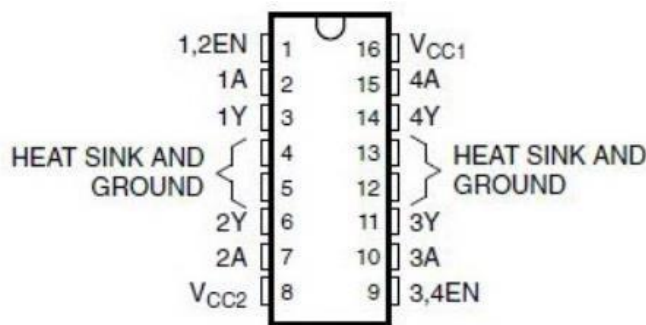 1,2EN 1 16 VCC1
1A 2 15 4A
1Y 3 14 4Y
HEAT SINK AND GROUND 4 13 HEAT SINK AND GROUND
5 12
2Y 6 11 3Y
2A 7 10 3A
VCC2 8 9 3,4EN